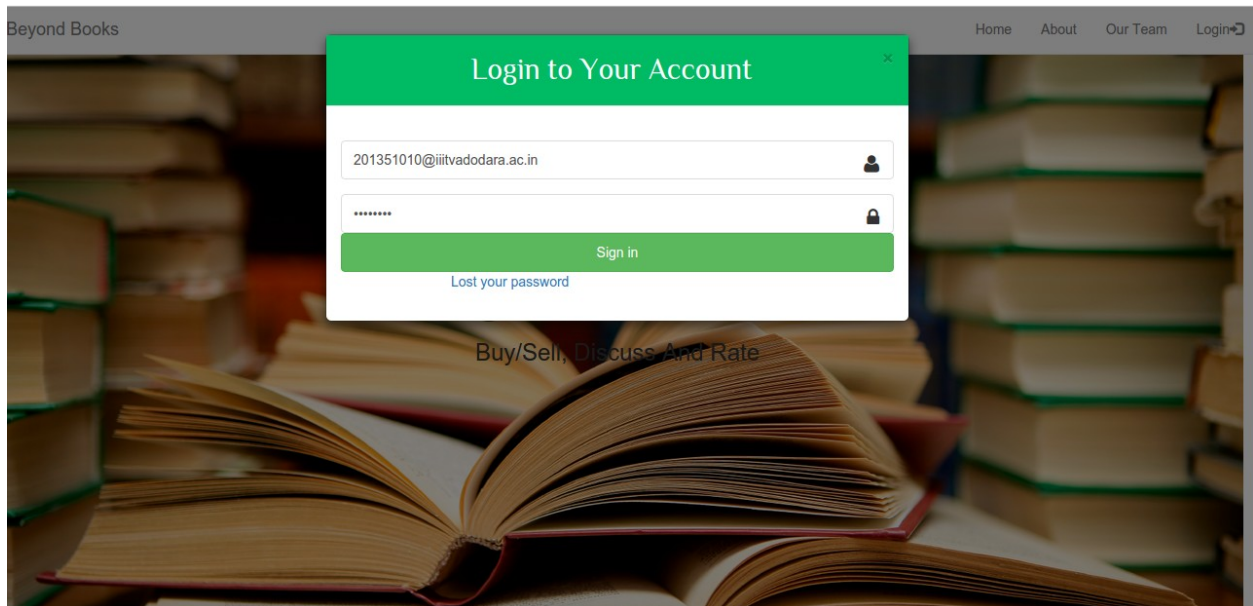 Beyond Books Home About Our Team Login
Login to Your Account ×
201351010@iiitvadodara.ac.in
••••••••
Sign in
Lost your password
Buy/Sell, Discuss And Rate